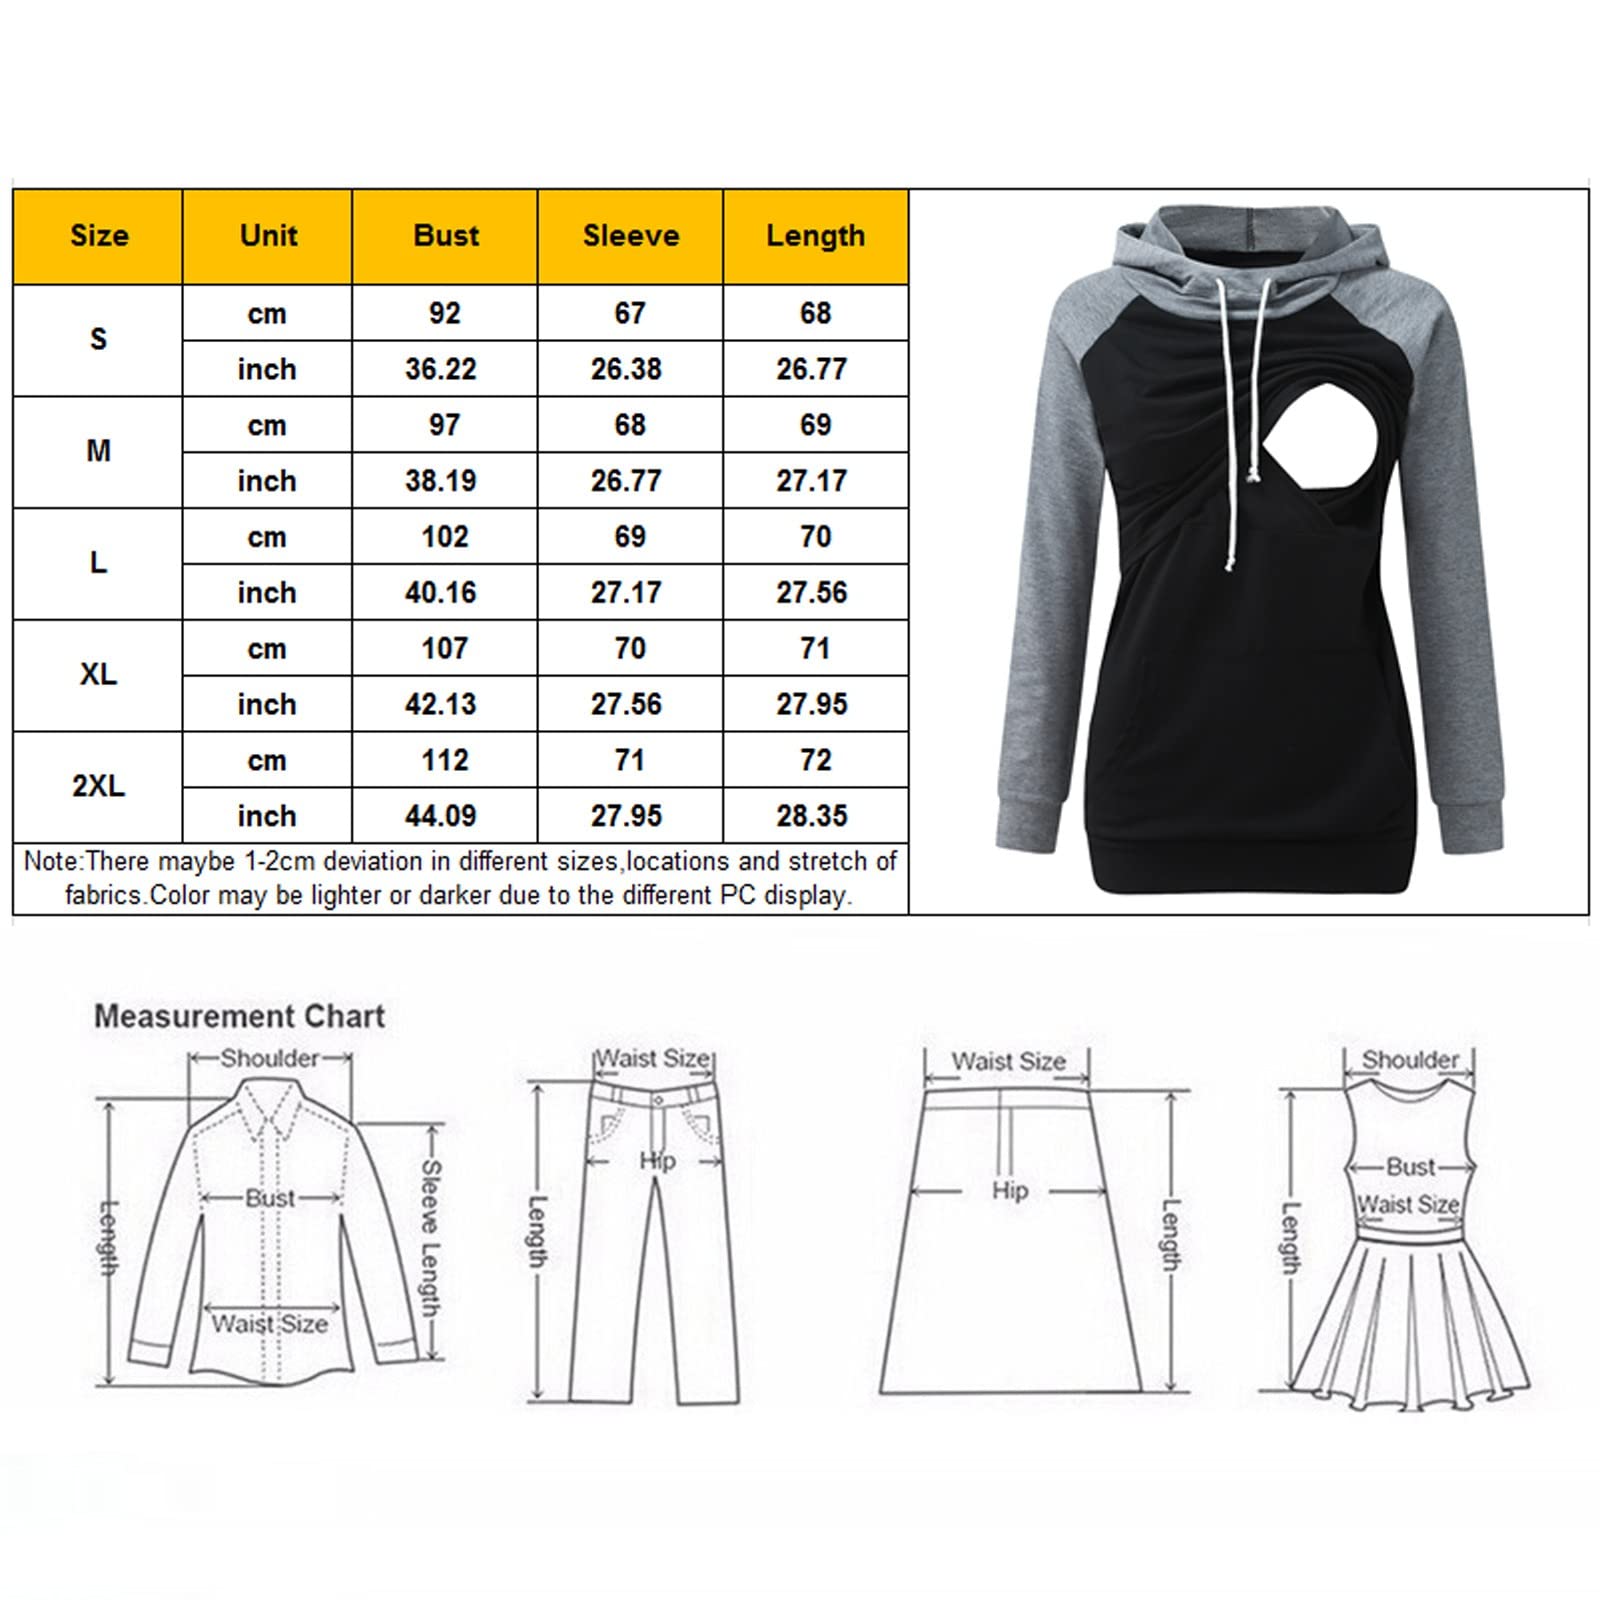 Size Unit Bust Sleeve Length
S cm 92 67 68
inch 36.22 26.38 26.77
M cm 97 68 69
inch 38.19 26.77 27.17
L cm 102 69 70
inch 40.16 27.17 27.56
XL cm 107 70 71
inch 42.13 27.56 27.95
2XL cm 112 71 72
inch 44.09 27.95 28.35
Note:There maybe 1-2cm deviation in different sizes,locations and stretch of
fabrics.Color may be lighter or darker due to the different PC display.
Measurement Chart
Shoulder
Length
Bust
Sleeve Length
Waist Size
Waist Size
Hip
Length
Waist Size
Hip
Length
Shoulder
Bust
Waist Size
Length